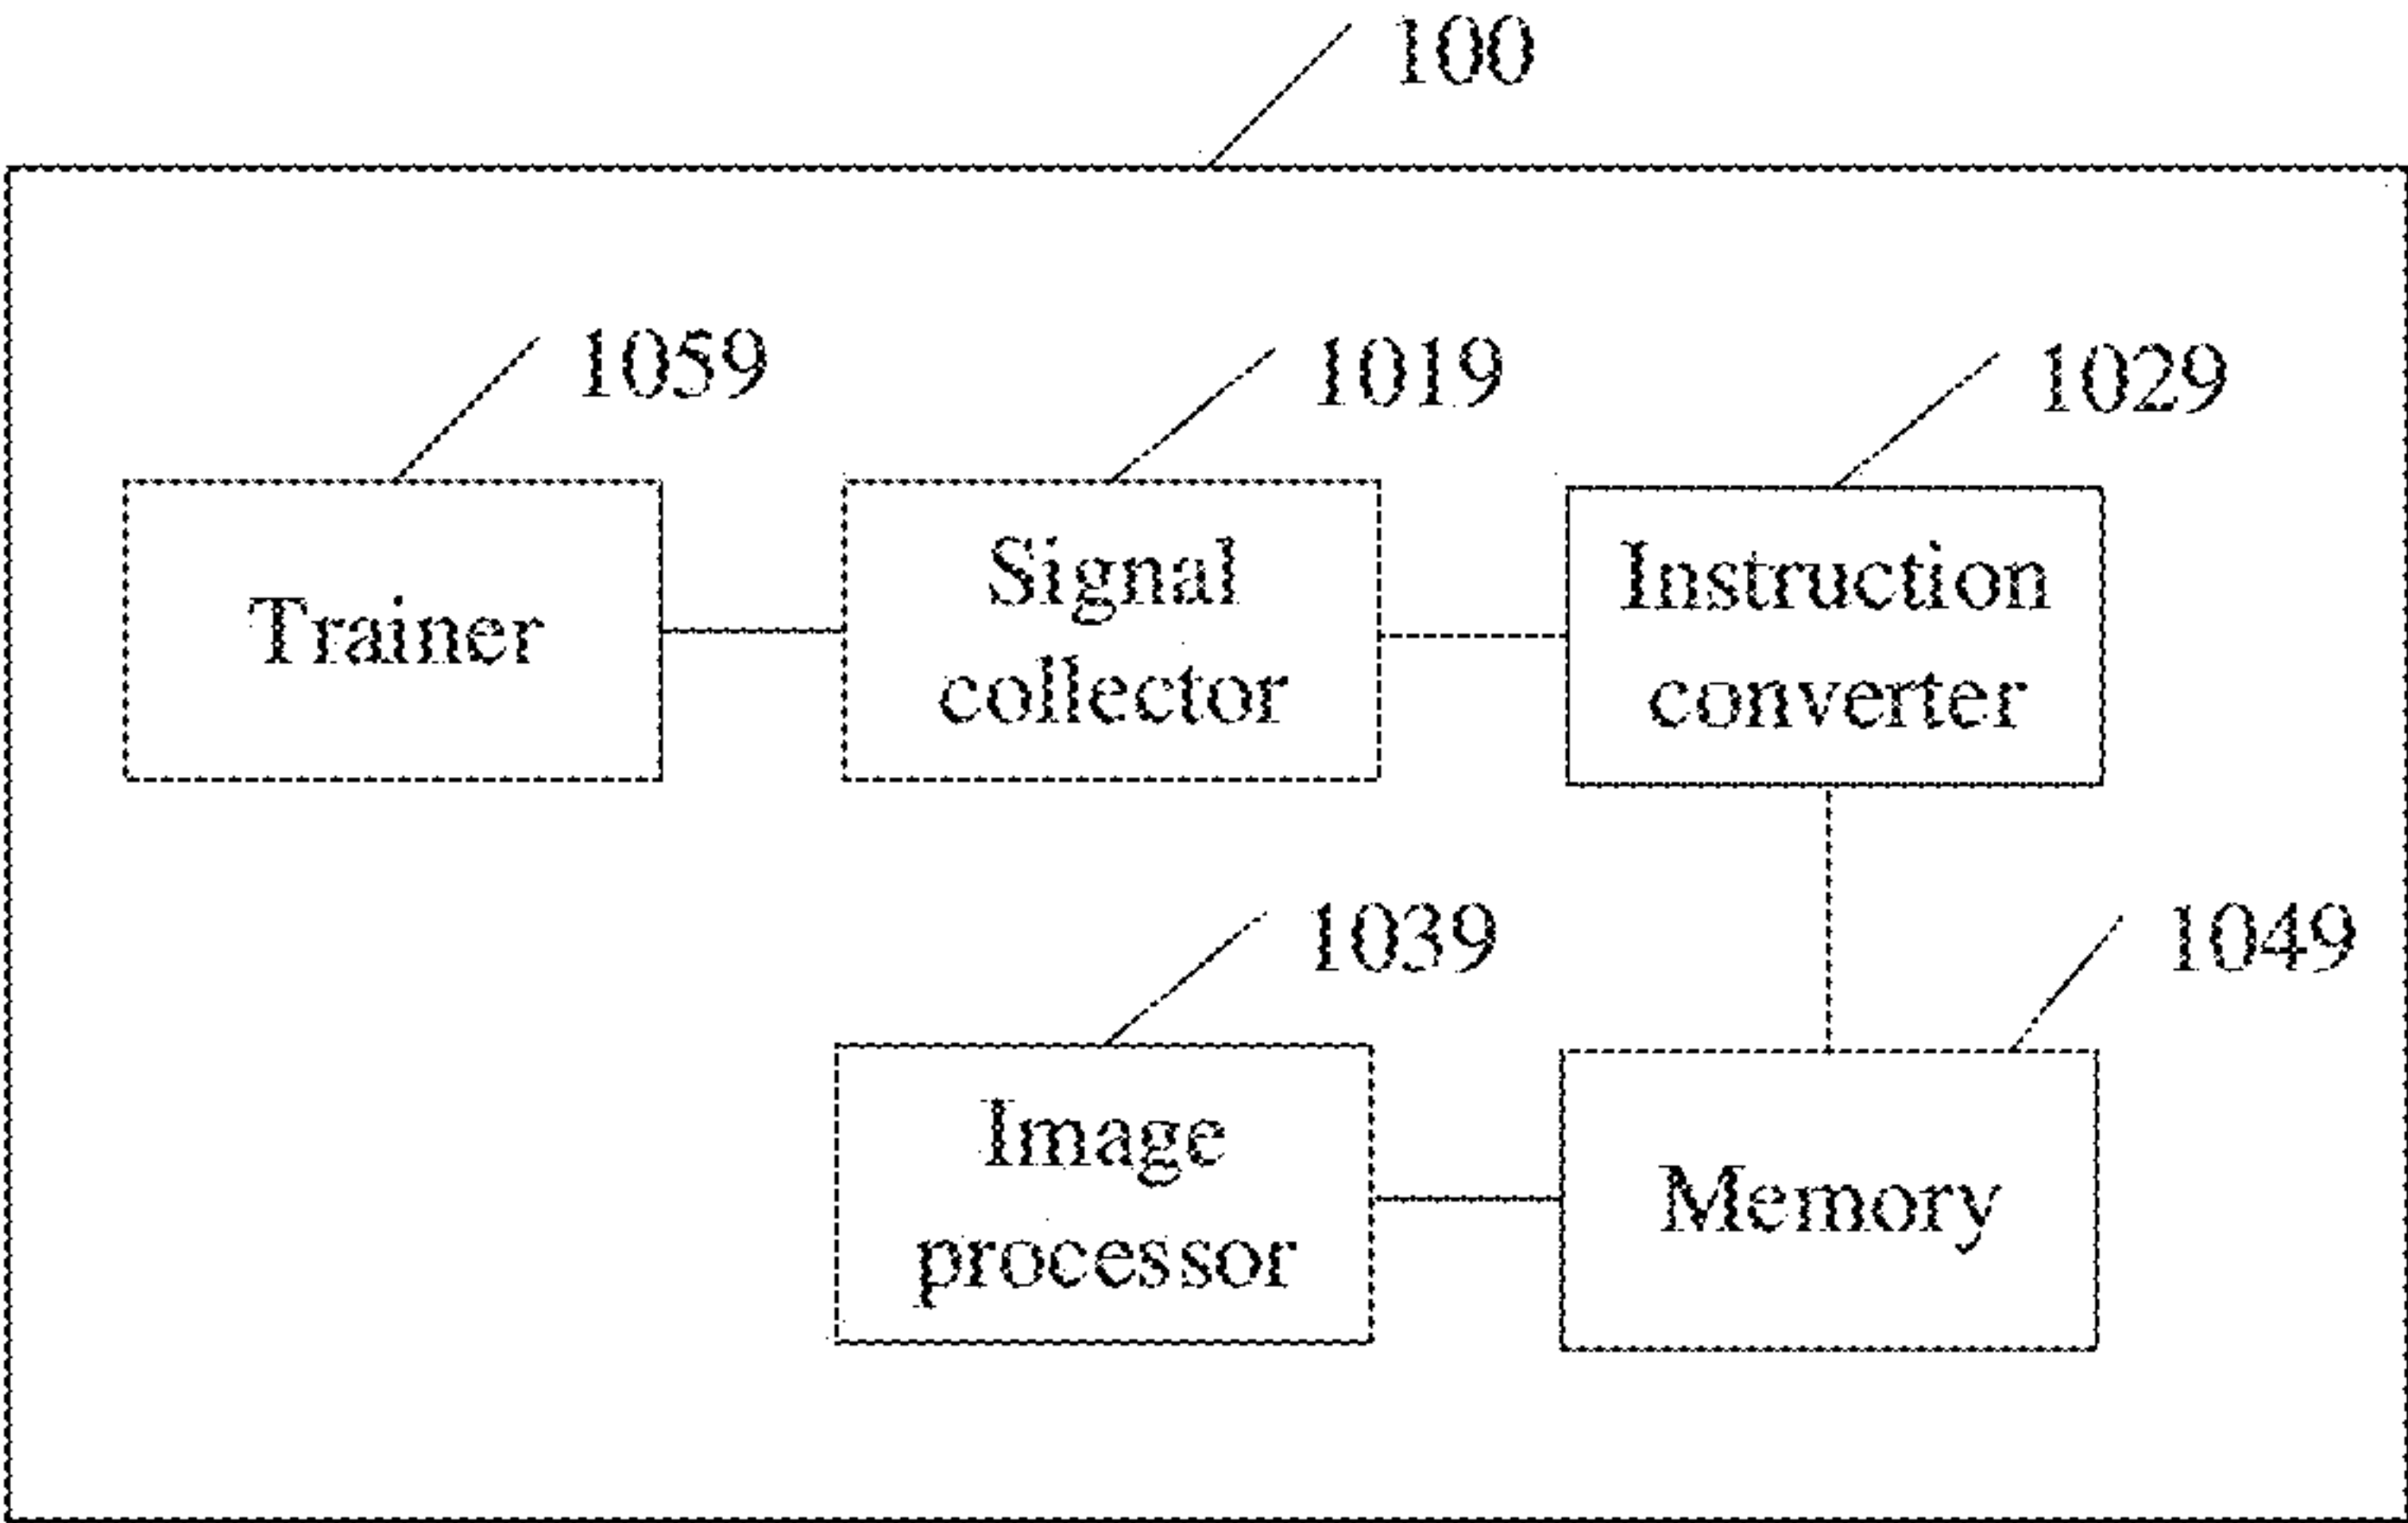 100
1059
1019
1029
Trainer
Signal
collector
Instruction
converter
1039
1049
Image
processor
Memory